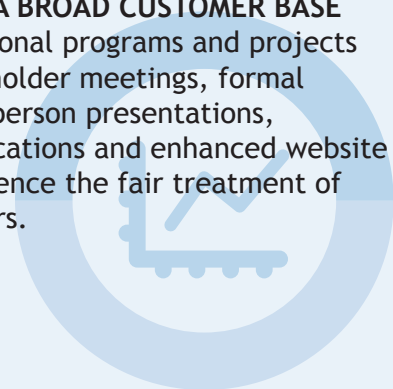 A BROAD CUSTOMER BASE
ional programs and projects
holder meetings, formal
person presentations,
cations and enhanced website
ence the fair treatment of
rs.